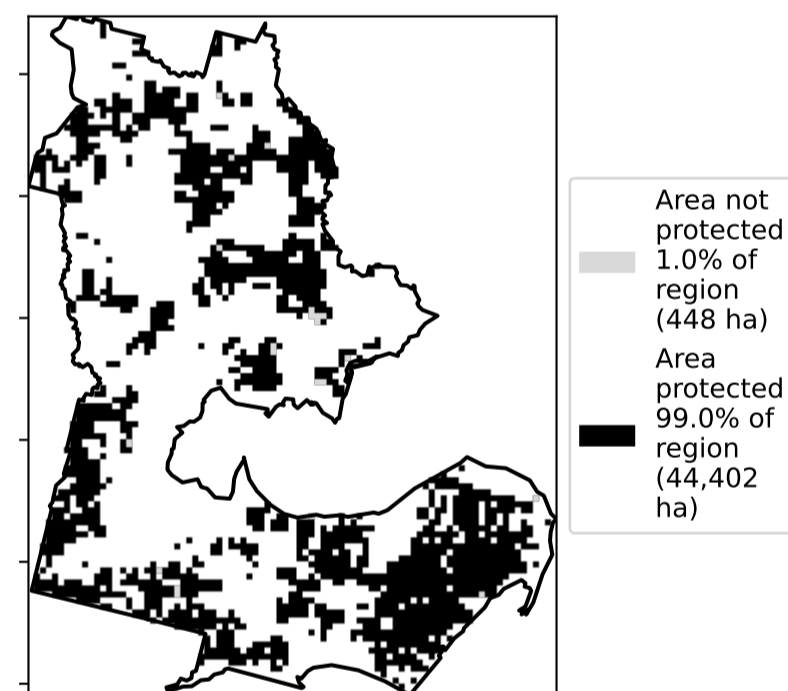 Area not
protected
1.0% of
region
(448 ha)
Area
protected
99.0% of
region
(44,402
ha)